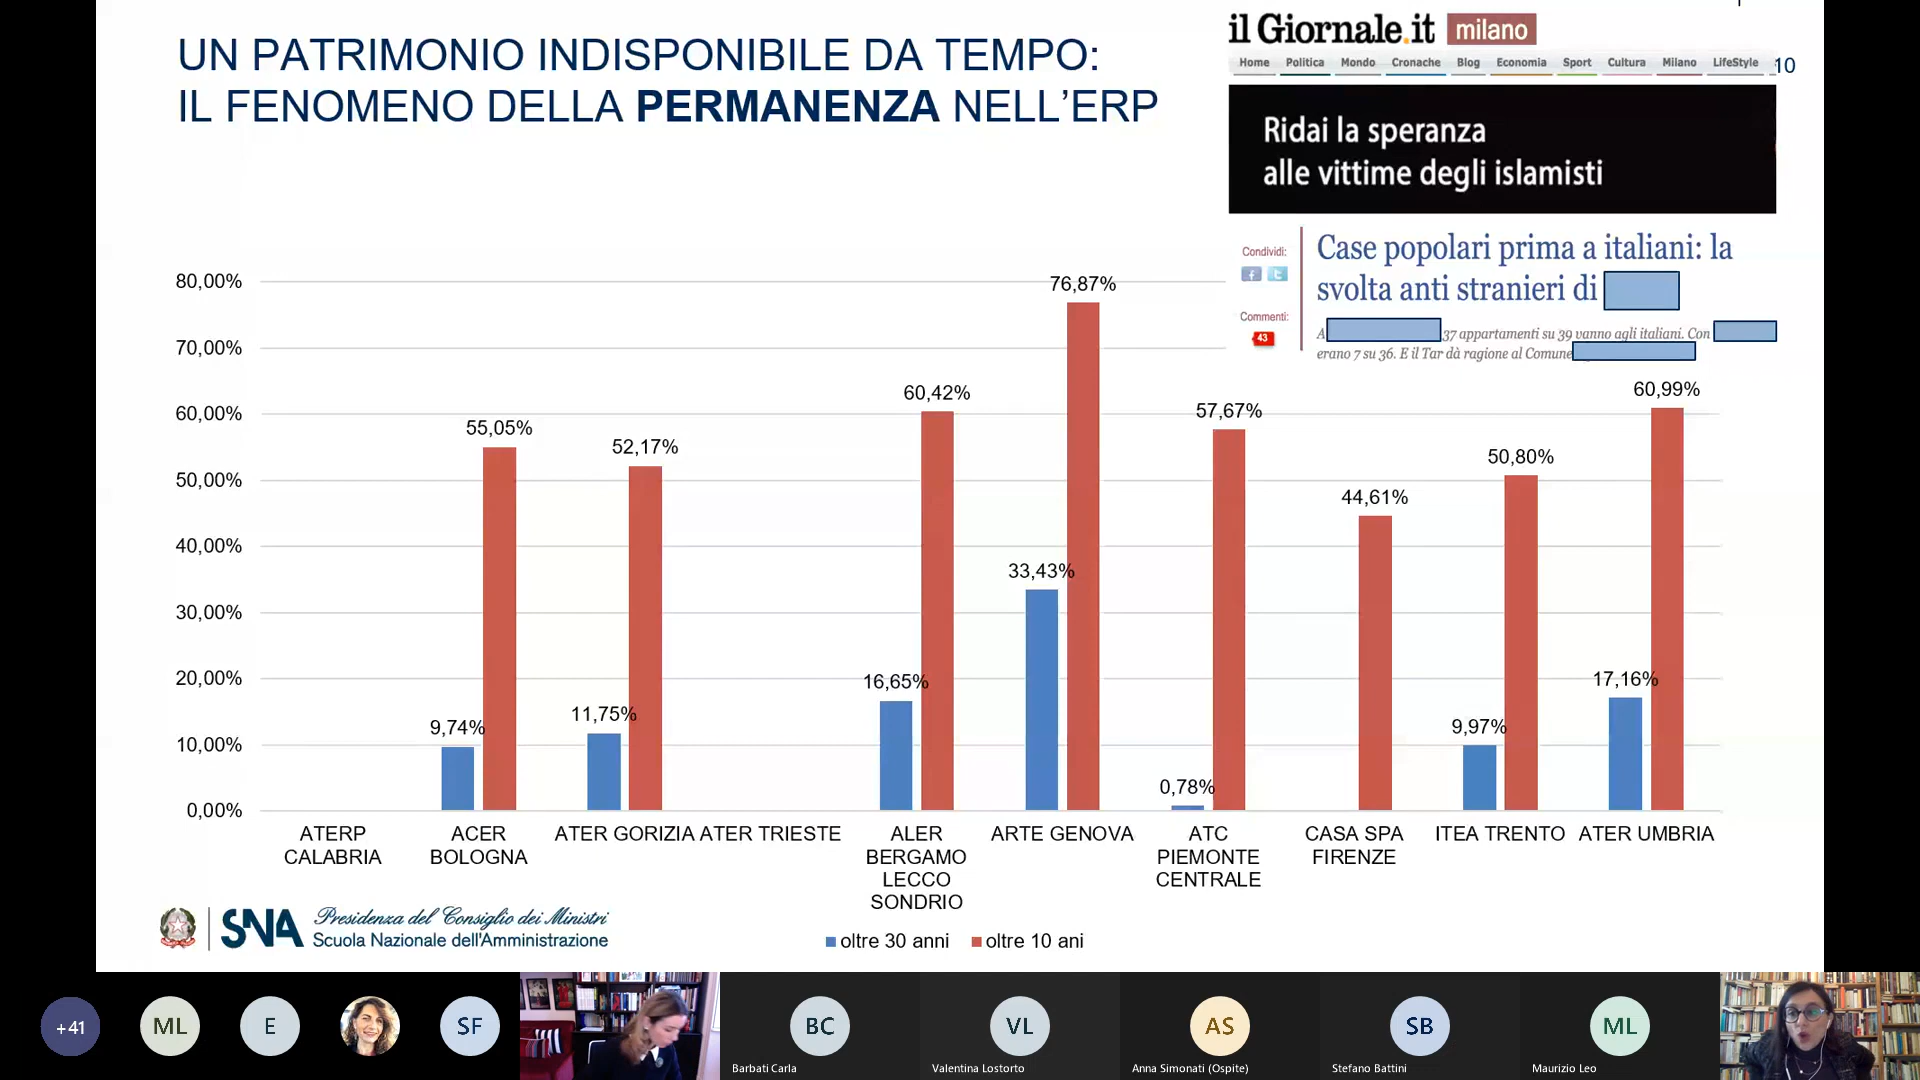 UN PATRIMONIO INDISPONIBILE DA TEMPO:
IL FENOMENO DELLA PERMANENZA NELL'ERP
il Giornale.it milano
Home Politica Mondo Cronache Blog Economia Sport Cultura Milano LifeStyle
10
Ridai la speranza
alle vittime degli islamisti
Condividi:
Commenti:
43
Case popolari prima a italiani: la
svolta anti stranieri di
A 37 appartamenti su 39 vanno agli italiani. Con
erano 7 su 36. E il Tar dà ragione al Comune
80,00%
70,00%
60,00%
50,00%
40,00%
30,00%
20,00%
10,00%
0,00%
9,74%
55,05%
11,75%
52,17%
16,65%
60,42%
33,43%
76,87%
0,78%
57,67%
44,61%
9,97%
50,80%
17,16%
60,99%
ATERP
CALABRIA
ACER
BOLOGNA
ATER GORIZIA
ATER TRIESTE
ALER
BERGAMO
LECCO
SONDRIO
ARTE GENOVA
ATC
PIEMONTE
CENTRALE
CASA SPA
FIRENZE
ITEA TRENTO
ATER UMBRIA
oltre 30 anni oltre 10 ani
SNA
Presidenza del Consiglio dei Ministri
Scuola Nazionale dell'Amministrazione
+41
ML
E
SF
BC
Barbati Carla
VL
Valentina Lostorto
AS
Anna Simonati (Ospite)
SB
Stefano Battini
ML
Maurizio Leo